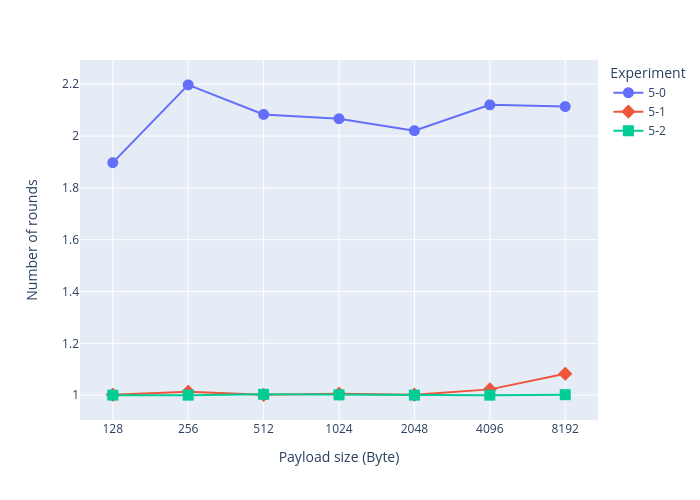 Experiment
5-0
5-1
5-2
2.2
2
1.8
1.6
1.4
1.2
1
Number of rounds
128 256 512 1024 2048 4096 8192
Payload size (Byte)